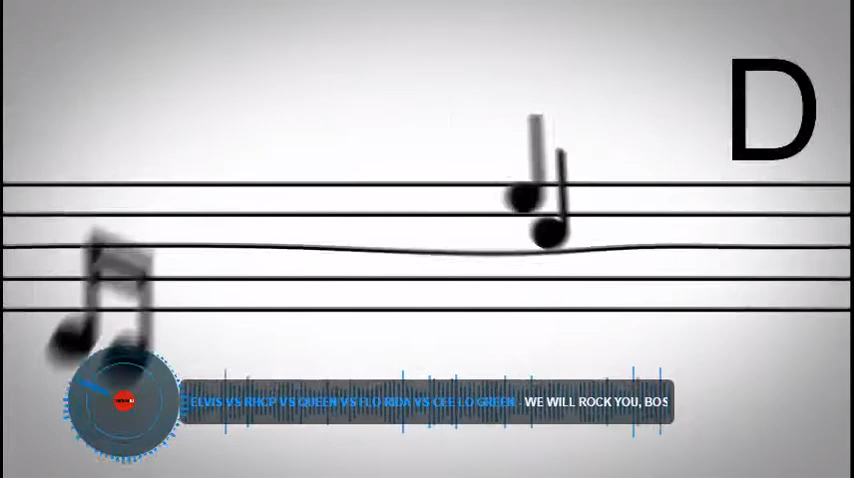 D
ELVIS VS RHCP VS QUEEN VS FLO RIDA VS CEE LO GREEN - WE WILL ROCK YOU, BOS